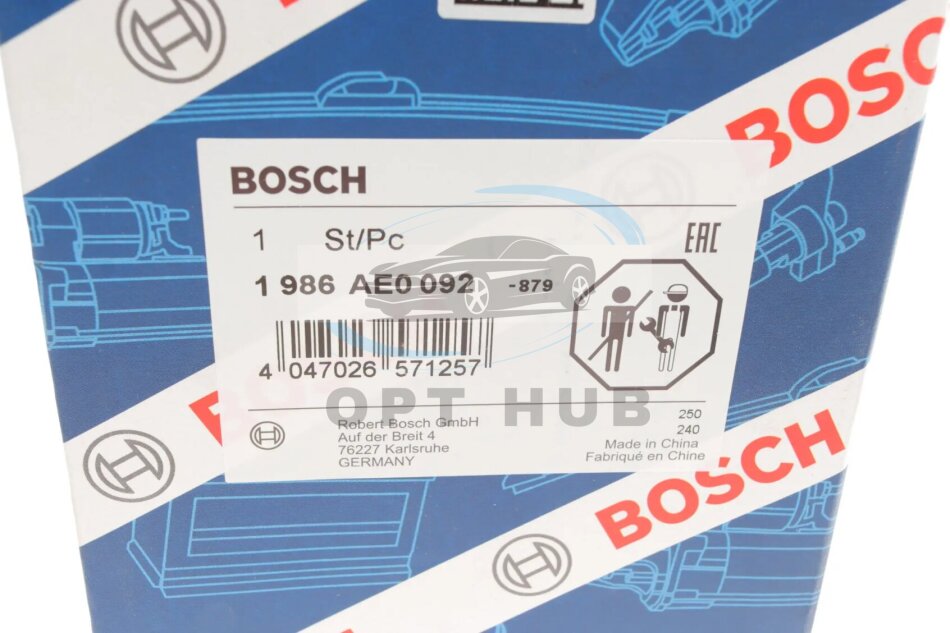 BOSCH
BOSCH
1 St/Pc
EAC
1 986 AE0 092 -879
4 047026 571257
OPT HUB
Robert Bosch GmbH
Auf der Breit 4
76227 Karlsruhe
GERMANY
250
240
Made in China
Fabriqué en Chine
BOSCH